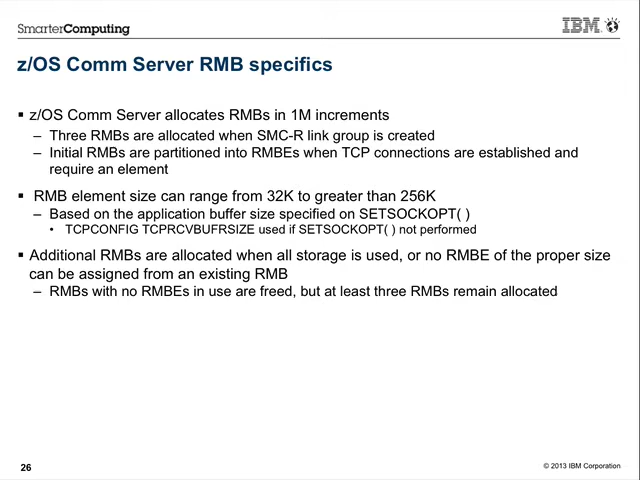 SmarterComputing
IBM
z/OS Comm Server RMB specifics
▪ z/OS Comm Server allocates RMBs in 1M increments
– Three RMBs are allocated when SMC-R link group is created
– Initial RMBs are partitioned into RMBEs when TCP connections are established and
require an element
▪ RMB element size can range from 32K to greater than 256K
– Based on the application buffer size specified on SETSOCKOPT( )
• TCPCONFIG TCPRCVBUFRSIZE used if SETSOCKOPT( ) not performed
▪ Additional RMBs are allocated when all storage is used, or no RMBE of the proper size
can be assigned from an existing RMB
– RMBs with no RMBEs in use are freed, but at least three RMBs remain allocated
26
© 2013 IBM Corporation